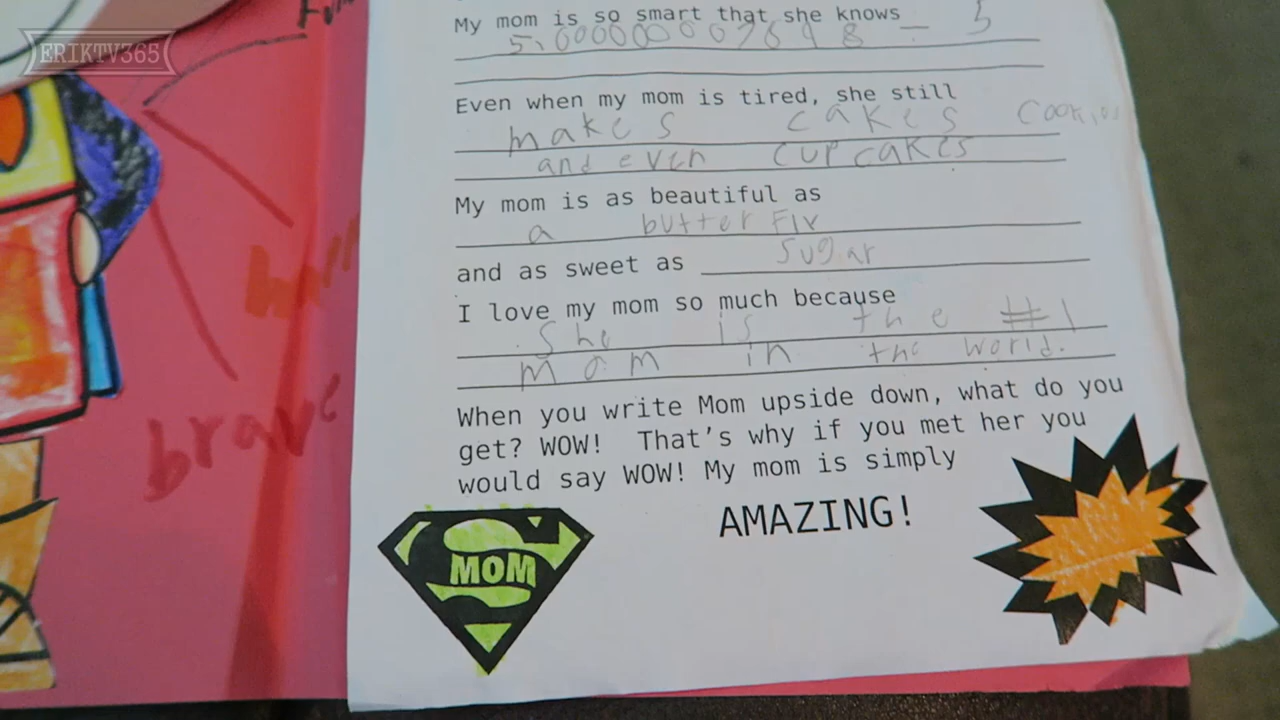 ERIKTV365
My mom is so smart that she knows
Even when my mom is tired, she still
makes cakes cookies
and even cupcakes
My mom is as beautiful as
a butterFly
and as sweet as sugar
I love my mom so much because
She is the #1
mom in the world.
When you write Mom upside down, what do you
get? WOW! That's why if you met her you
would say WOW! My mom is simply
AMAZING!
MOM
brave